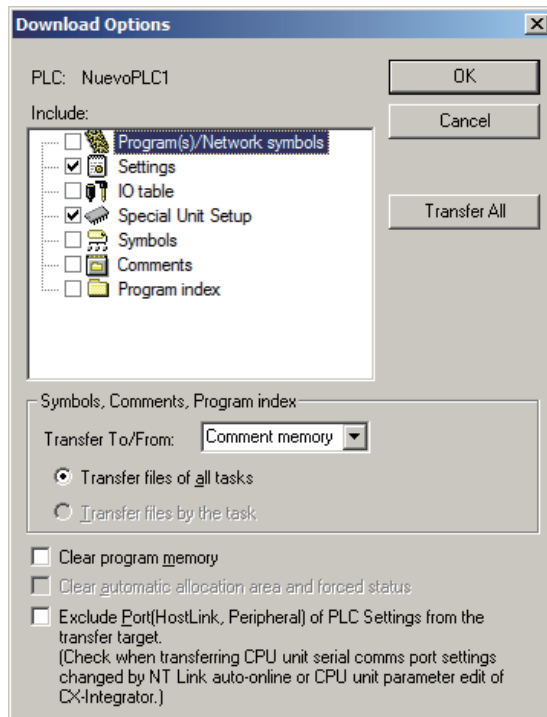 Download Options
PLC: NuevoPLC1
OK
Include:
Cancel
Program(s)/Network symbols
Settings
IO table
Transfer All
Special Unit Setup
Symbols
Comments
Program index
Symbols, Comments, Program index
Transfer To/From: Comment memory
Transfer files of all tasks
Transfer files by the task
Clear program memory
Clear automatic allocation area and forced status
Exclude Port(HostLink, Peripheral) of PLC Settings from the
transfer target.
(Check when transferring CPU unit serial comms port settings
changed by NT Link auto-online or CPU unit parameter edit of
CX-Integrator.)